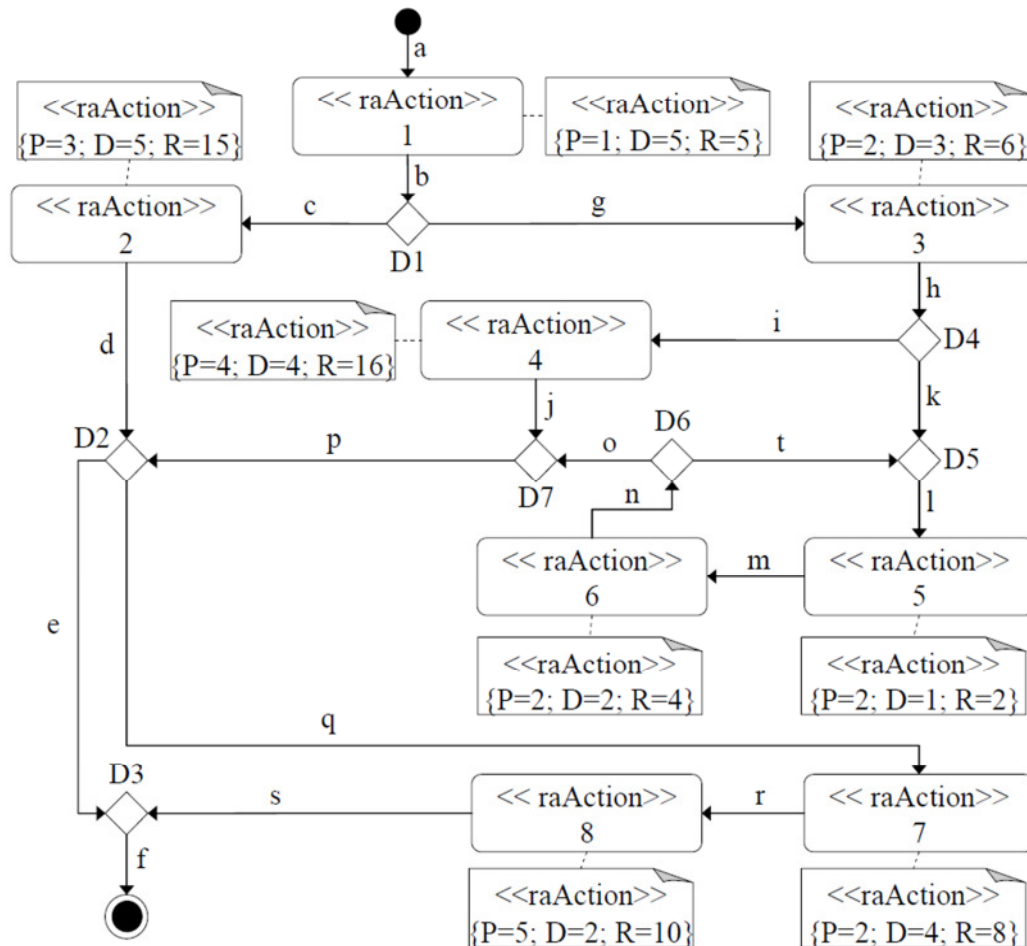 a
<< raAction>>
1
<<raAction>>
{P=3; D=5; R=15}
<<raAction>>
{P=1; D=5; R=5}
<<raAction>>
{P=2; D=3; R=6}
b
<< raAction>>
2
c
D1
g
<< raAction>>
3
h
d
<<raAction>>
{P=4; D=4; R=16}
<< raAction>>
4
i
D4
j
k
D2
p
D7
o
D6
t
D5
n
l
<< raAction>>
6
m
<< raAction>>
5
e
<<raAction>>
{P=2; D=2; R=4}
<<raAction>>
{P=2; D=1; R=2}
q
D3
s
<< raAction>>
8
r
<< raAction>>
7
f
<<raAction>>
{P=5; D=2; R=10}
<<raAction>>
{P=2; D=4; R=8}